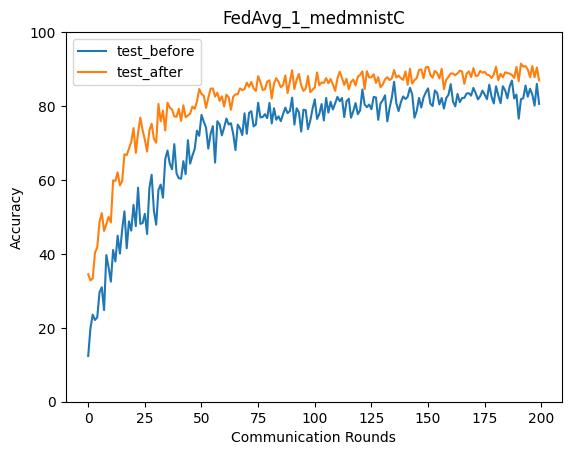 FedAvg_1_medmnistC
test_before
test_after
Accuracy
100
80
60
40
20
0
0 25 50 75 100 125 150 175 200
Communication Rounds